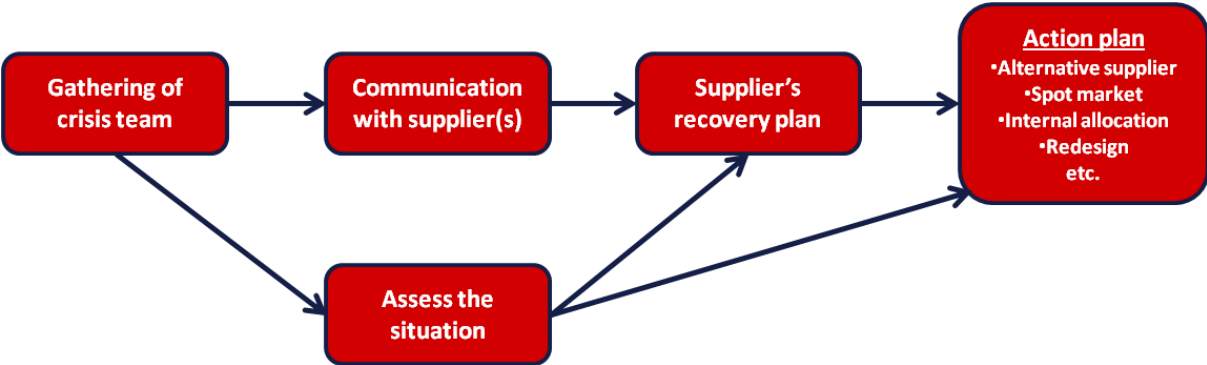 Gathering of
crisis team
Communication
with supplier(s)
Supplier's
recovery plan
Action plan
•Alternative supplier
•Spot market
•Internal allocation
•Redesign
etc.
Assess the
situation